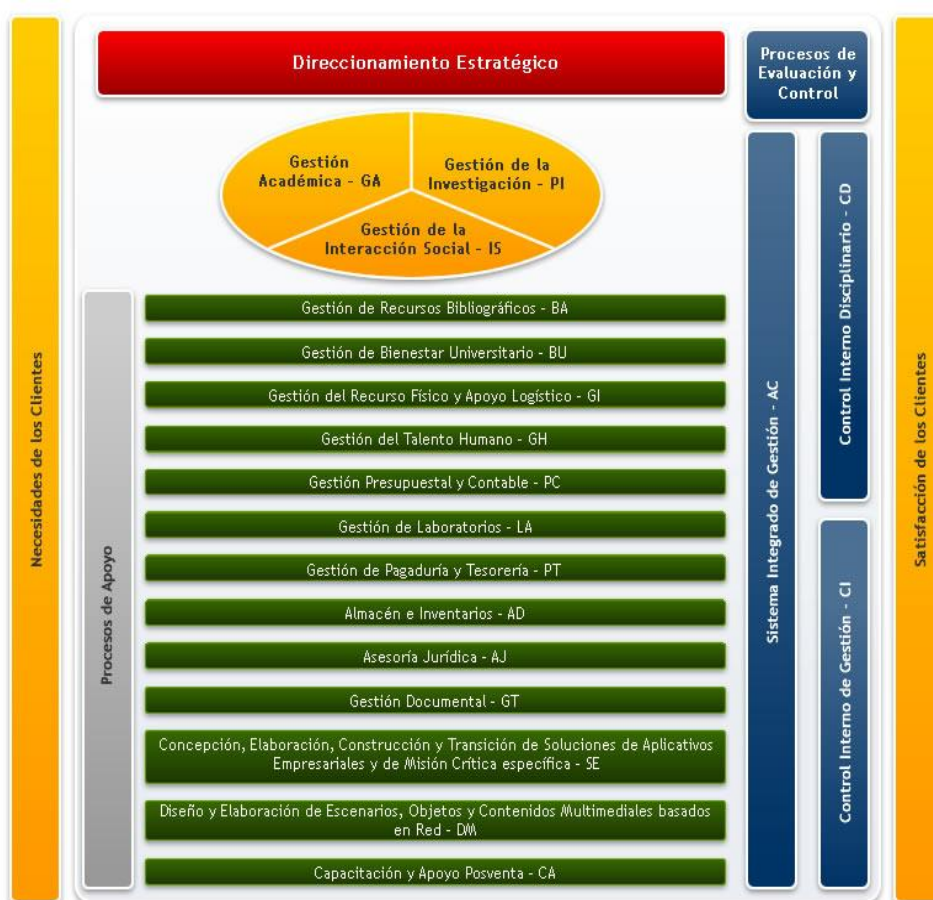 Necesidades de los Clientes
Direccionamiento Estratégico
Procesos de
Evaluación y
Control
Gestión
Académica - GA
Gestión de la
Investigación - PI
Gestión de la
Interacción Social - IS
Procesos de Apoyo
Gestión de Recursos Bibliográficos - BA
Gestión de Bienestar Universitario - BU
Gestión del Recurso Físico y Apoyo Logístico - GI
Gestión del Talento Humano - GH
Gestión Presupuestal y Contable - PC
Gestión de Laboratorios - LA
Gestión de Pagaduría y Tesorería - PT
Almacén e Inventarios - AD
Asesoría Jurídica - AJ
Gestión Documental - GT
Concepción, Elaboración, Construcción y Transición de Soluciones de Aplicativos
Empresariales y de Misión Crítica específica - SE
Diseño y Elaboración de Escenarios, Objetos y Contenidos Multimediales basados
en Red - DM
Capacitación y Apoyo Posventa - CA
Sistema Integrado de Gestión - AC
Control Interno Disciplinario - CD
Control Interno de Gestión - CI
Satisfacción de los Clientes